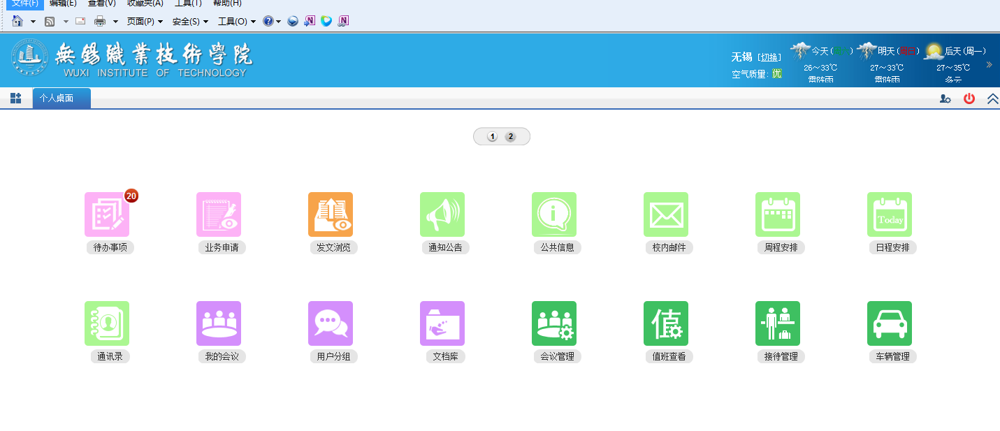 文件(F) 编辑(E) 查看(V) 收藏夹(A) 工具(T) 帮助(H)
页面(P) 安全(S) 工具(O)
無錫職業技術學院
WUXI INSTITUTE OF TECHNOLOGY
无锡 [切换]
空气质量: 优
今天( ) 明天(周日) 后天(周一)
26～33℃ 27～33℃ 27～35℃
雷阵雨 雷阵雨 多云
个人桌面
1 2
20
待办事项 业务申请 发文浏览 通知公告 公共信息 校内邮件 周程安排 日程安排
Today
值
通讯录 我的会议 用户分组 文档库 会议管理 值班查看 接待管理 车辆管理